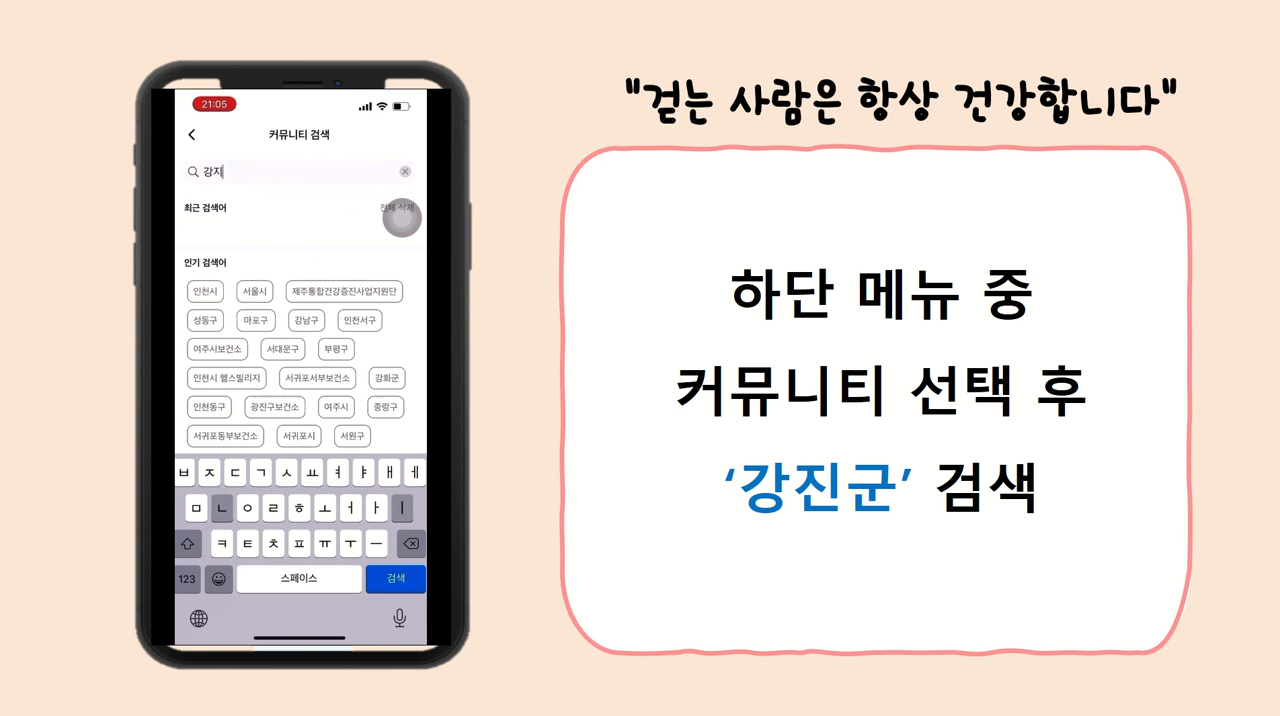 "걷는 사람은 항상 건강합니다"
하단 메뉴 중
커뮤니티 선택 후
‘강진군’ 검색
21:05
커뮤니티 검색
강지
최근 검색어 전체 삭제
인기 검색어
인천시 서울시 제주통합건강증진사업지원단
성동구 마포구 강남구 인천서구
여주시보건소 서대문구 부평구
인천시 헬스빌리지 서귀포서부보건소 강화군
인천동구 광진구보건소 여주시 중랑구
서귀포동부보건소 서귀포시 서원구
ㅂ ㅈ ㄷ ㄱ ㅅ ㅛ ㅕ ㅑ ㅐ ㅔ
ㅁ ㄴ ㅇ ㄹ ㅎ ㅗ ㅓ ㅏ ㅣ
ㅋ ㅌ ㅊ ㅍ ㅠ ㅜ ㅡ
123 스페이스 검색